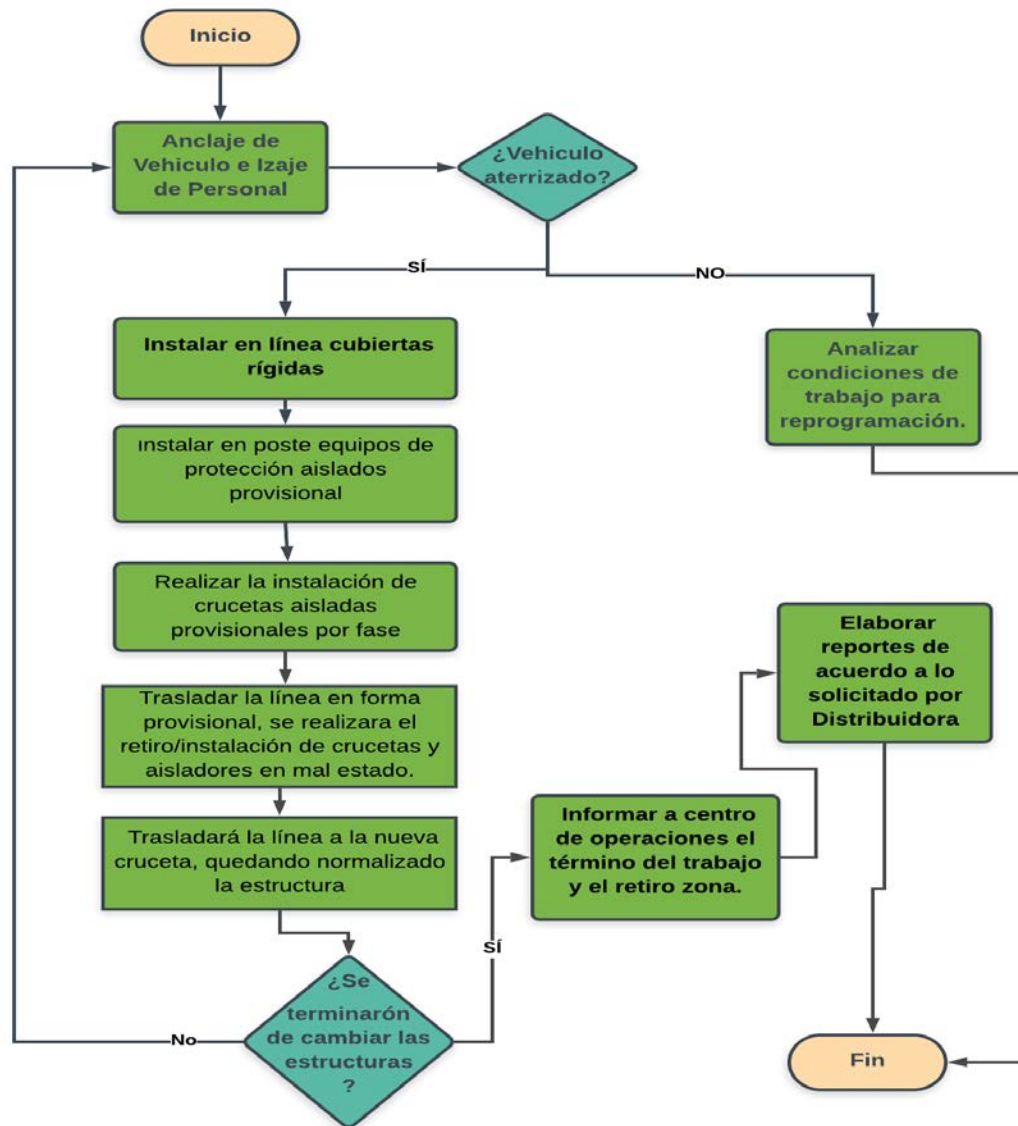 Inicio
Anclaje de
Vehiculo e Izaje
de Personal
¿Vehiculo
aterrizado?
SÍ
NO
Instalar en línea cubiertas
rígidas
Analizar
condiciones de
trabajo para
reprogramación.
Instalar en poste equipos de
protección aislados
provisional
Realizar la instalación de
crucetas aisladas
provisionales por fase
Trasladar la línea en forma
provisional, se realizara el
retiro/instalación de crucetas y
aisladores en mal estado.
Trasladará la línea a la nueva
cruceta, quedando normalizado
la estructura
¿Se
terminarón
de cambiar las
estructuras
?
No
SÍ
Informar a centro
de operaciones el
término del trabajo
y el retiro zona.
Elaborar
reportes de
acuerdo a lo
solicitado por
Distribuidora
Fin